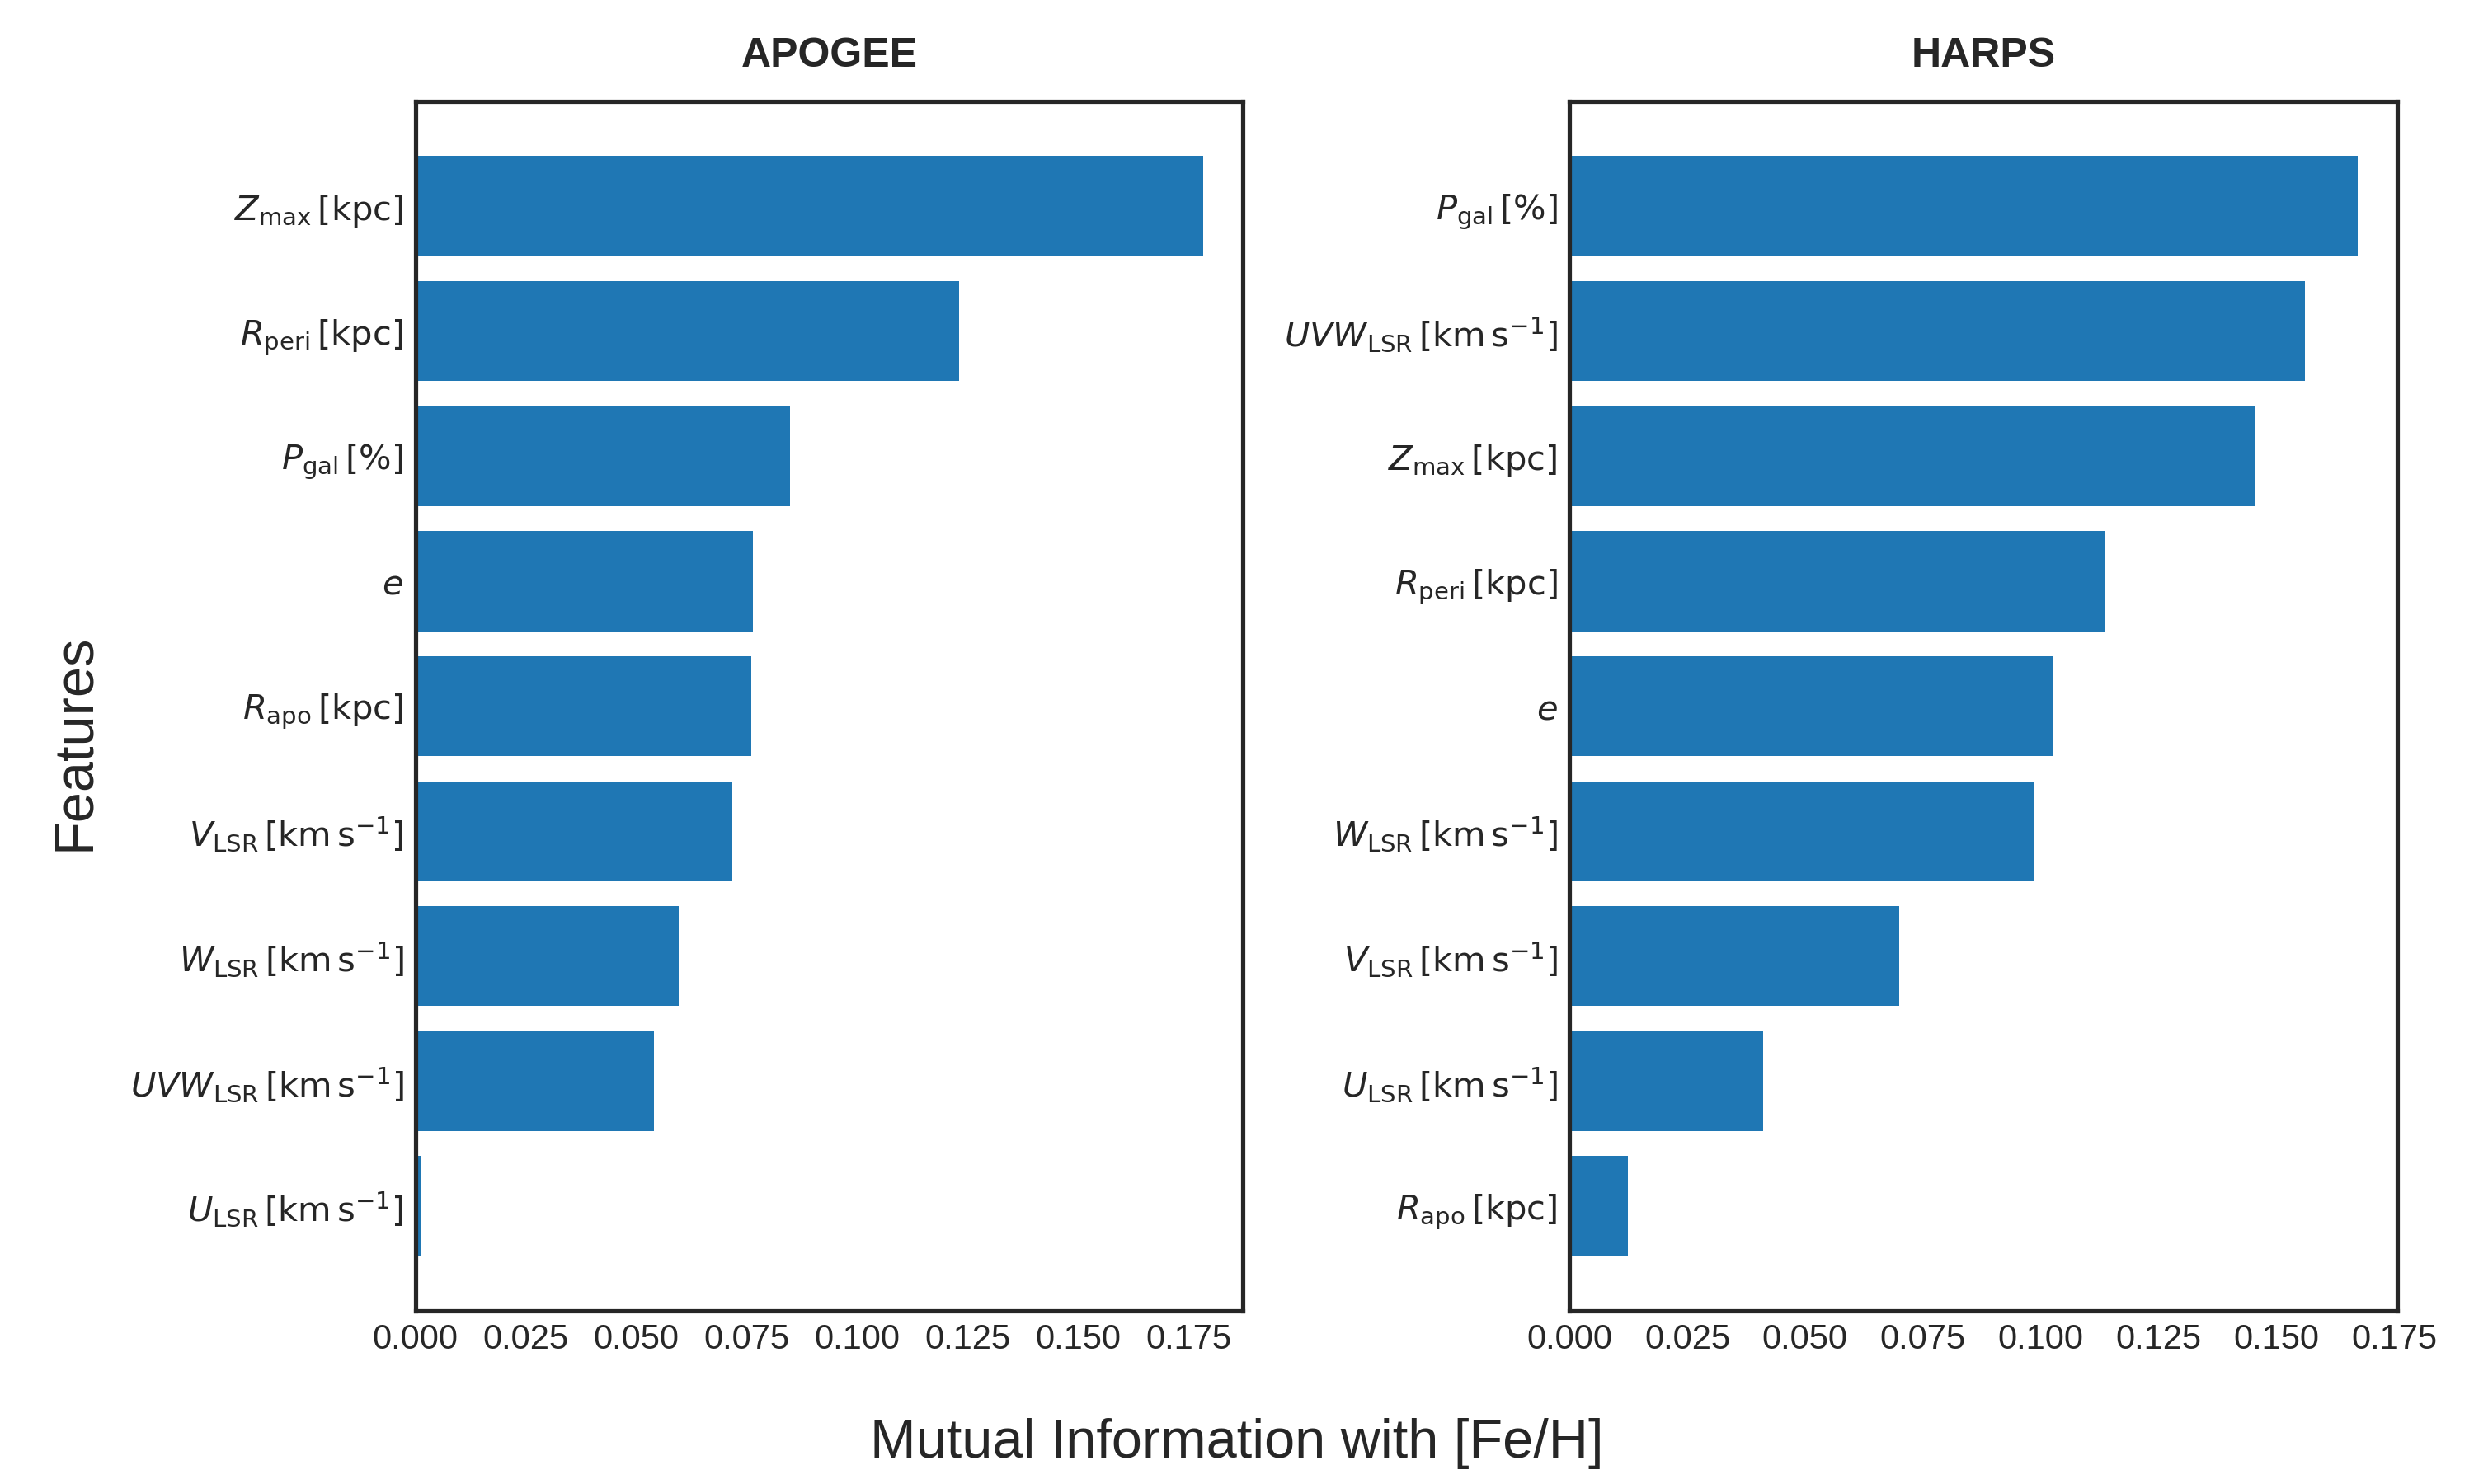 APOGEE
HARPS
Features
Z_max [kpc]
R_peri [kpc]
P_gal [%]
e
R_apo [kpc]
V_LSR [km s⁻¹]
W_LSR [km s⁻¹]
UVW_LSR [km s⁻¹]
U_LSR [km s⁻¹]
0.000 0.025 0.050 0.075 0.100 0.125 0.150 0.175
P_gal [%]
UVW_LSR [km s⁻¹]
Z_max [kpc]
R_peri [kpc]
e
W_LSR [km s⁻¹]
V_LSR [km s⁻¹]
U_LSR [km s⁻¹]
R_apo [kpc]
0.000 0.025 0.050 0.075 0.100 0.125 0.150 0.175
Mutual Information with [Fe/H]